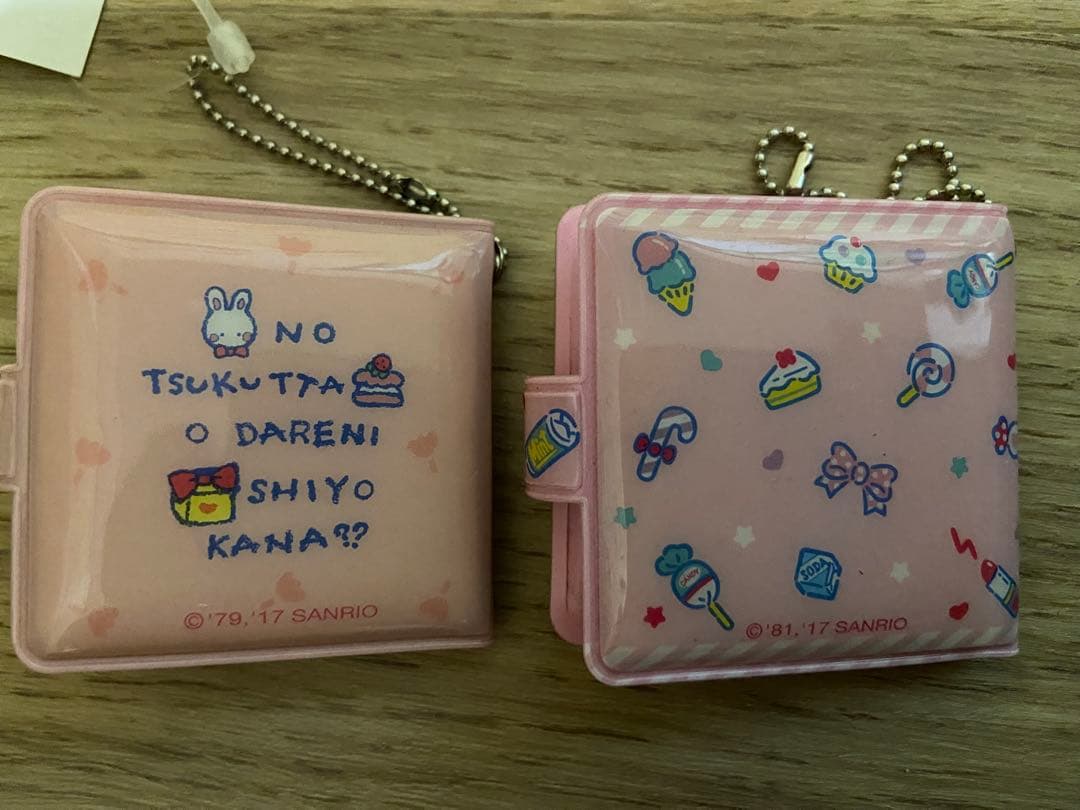 NO
TSUKUTTA
O DARENI
SHIYO
KANA??
©'79,'17 SANRIO
Mint
CANDY
SODA
©'81,'17 SANRIO